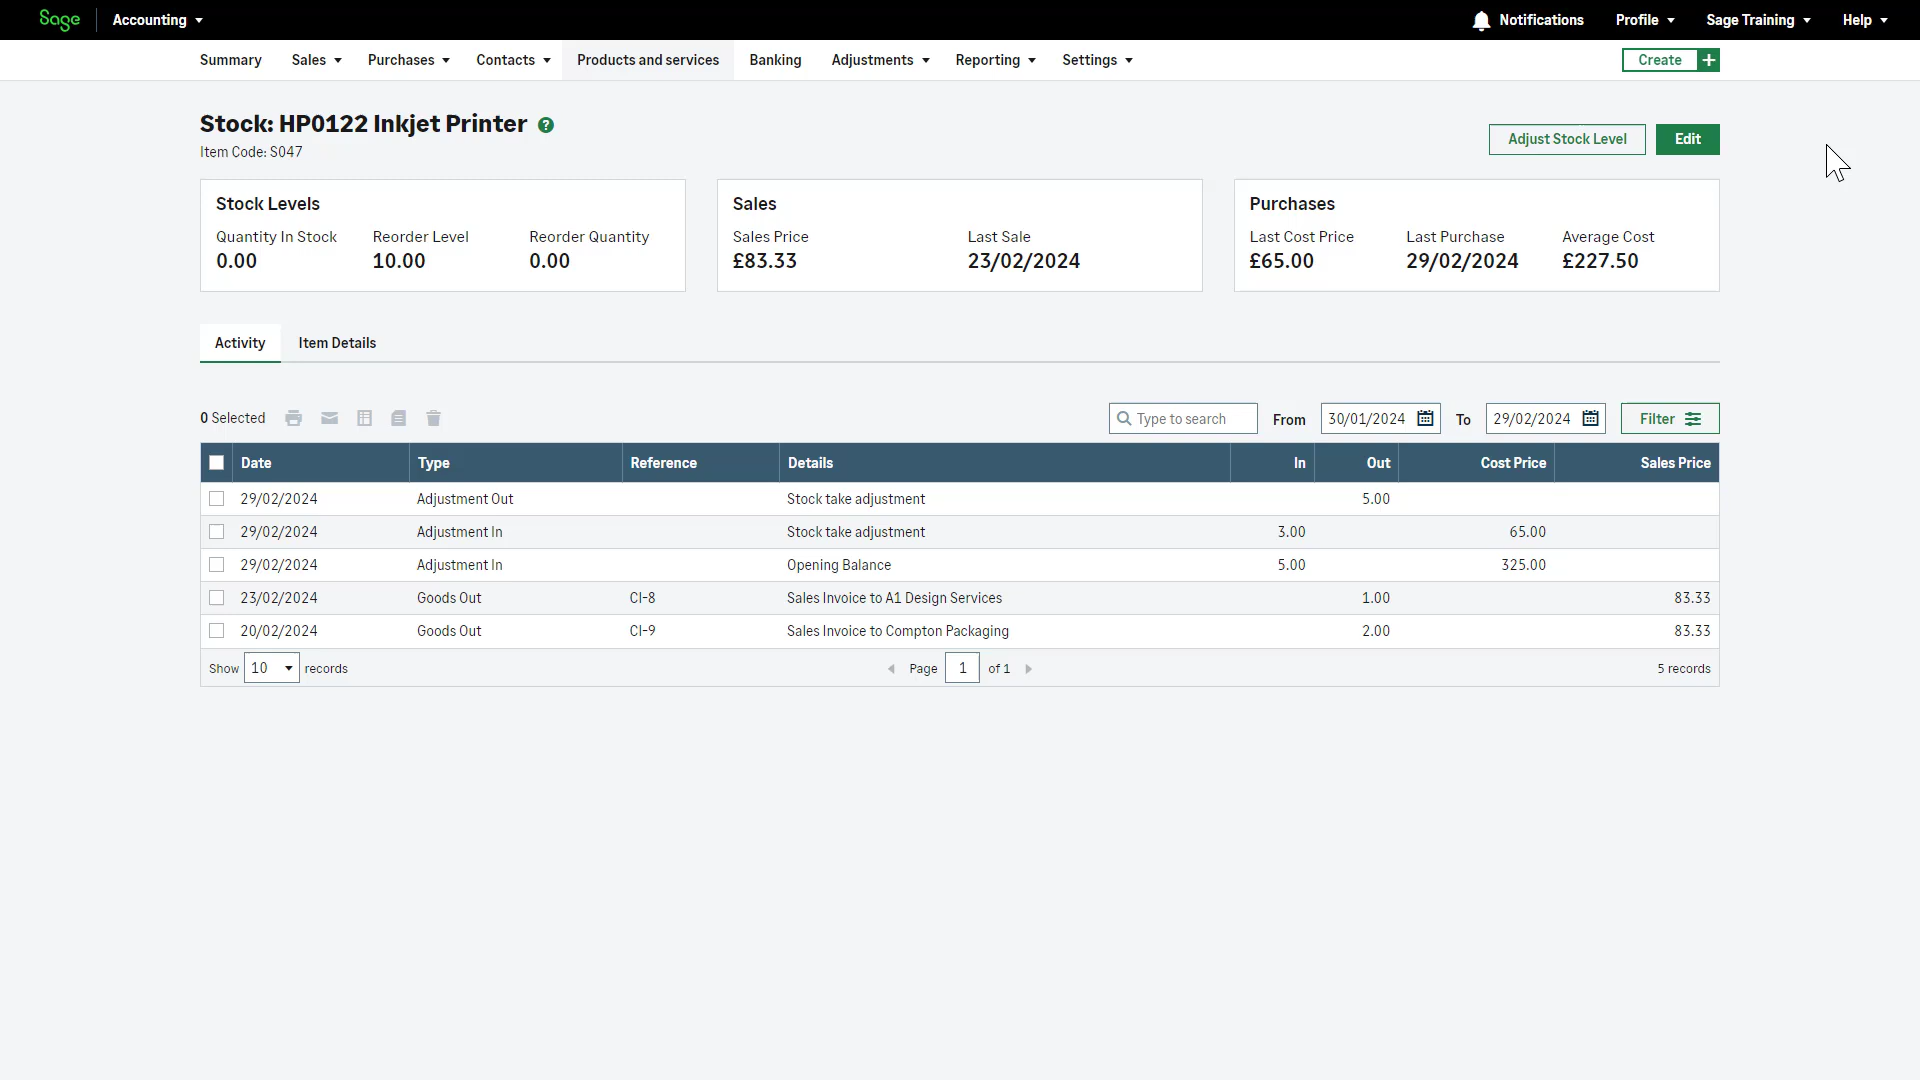 Sage Accounting Notifications Profile Sage Training Help
Summary Sales Purchases Contacts Products and services Banking Adjustments Reporting Settings Create +
Stock: HP0122 Inkjet Printer ?
Item Code: S047
Adjust Stock Level Edit
Stock Levels
Quantity In Stock Reorder Level Reorder Quantity
0.00 10.00 0.00
Sales
Sales Price Last Sale
£83.33 23/02/2024
Purchases
Last Cost Price Last Purchase Average Cost
£65.00 29/02/2024 £227.50
Activity Item Details
0 Selected Type to search From 30/01/2024 To 29/02/2024 Filter
Date Type Reference Details In Out Cost Price Sales Price
29/02/2024 Adjustment Out Stock take adjustment 5.00
29/02/2024 Adjustment In Stock take adjustment 3.00 65.00
29/02/2024 Adjustment In Opening Balance 5.00 325.00
23/02/2024 Goods Out CI-8 Sales Invoice to A1 Design Services 1.00 83.33
20/02/2024 Goods Out CI-9 Sales Invoice to Compton Packaging 2.00 83.33
Show 10 records Page 1 of 1 5 records